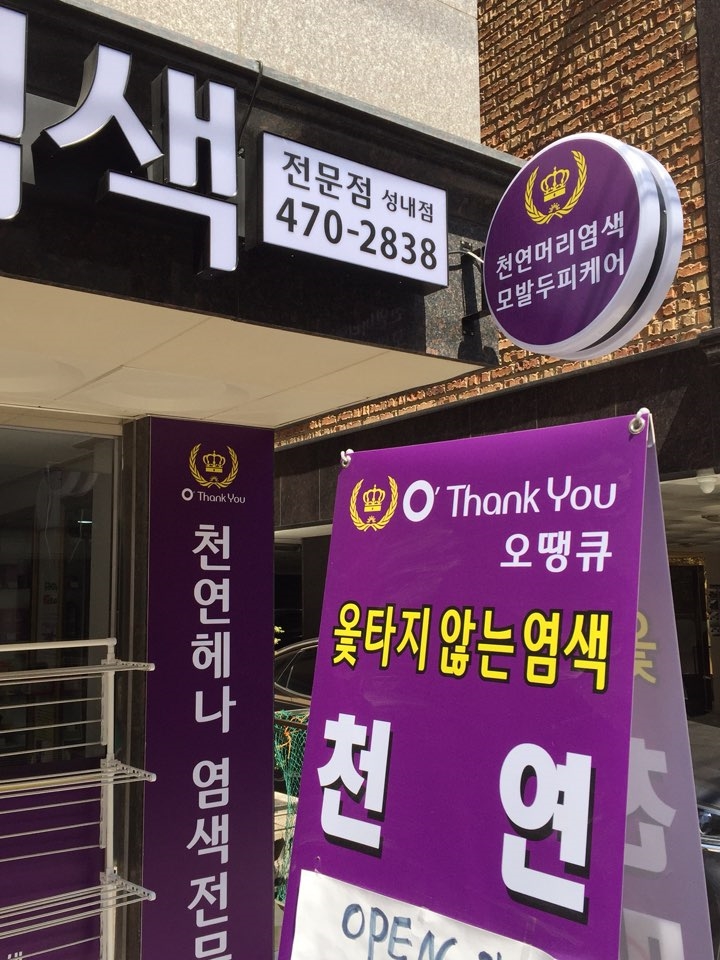 색
전문점 성내점
470-2838
천연머리염색
모발두피케어
O' Thank You
천연헤나 염색전문
O' Thank You
오땡큐
옻타지 않는 염색
천 연
OPEN